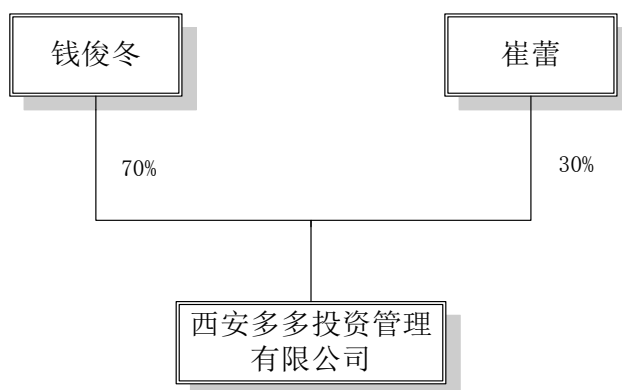 钱俊冬
崔蕾
70%
30%
西安多多投资管理
有限公司